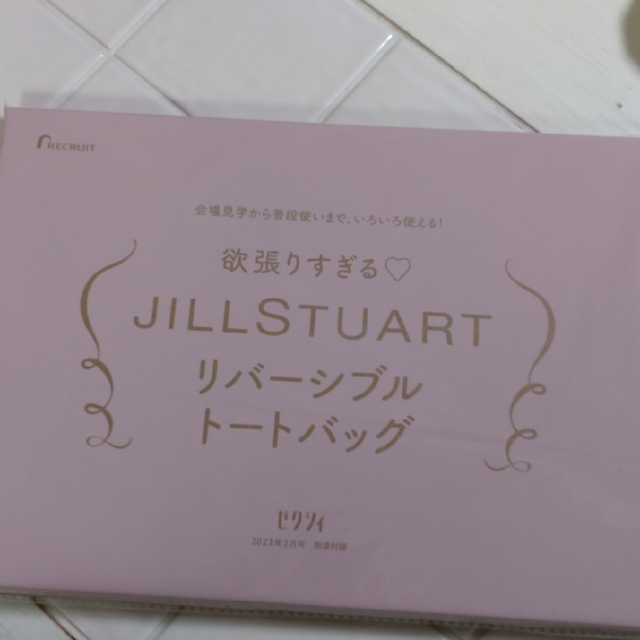 RECRUIT
会場見学から普段使いまで、いろいろ使える!
欲張りすぎる♡
JILLSTUART
リバーシブル
トートバッグ
ゼクシィ
2023年2月号 別冊付録